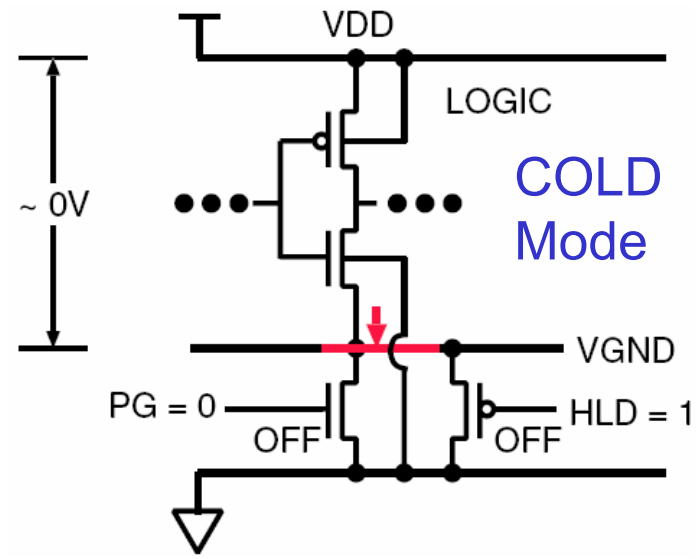 VDD
LOGIC
COLD
Mode
~ 0V
VGND
PG = 0
HLD = 1
OFF
OFF